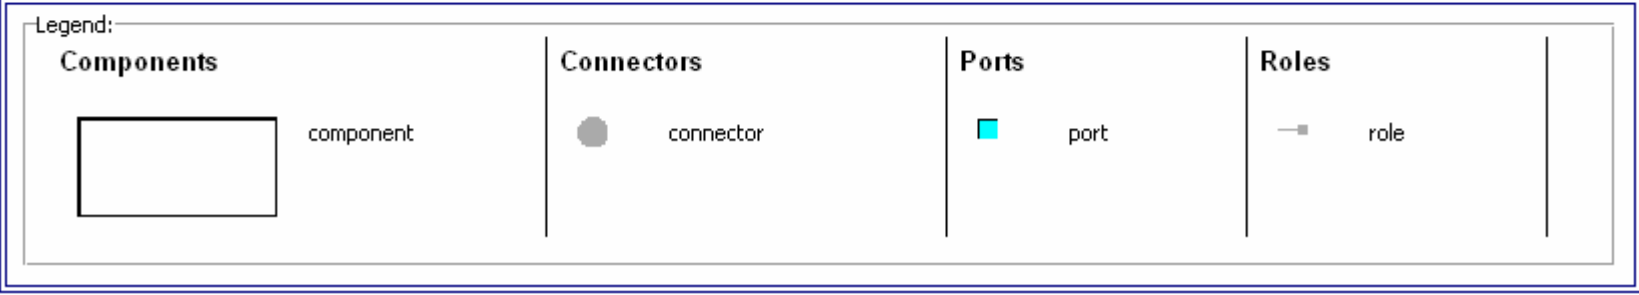 Legend:
Components
Connectors
Ports
Roles
component
connector
port
role